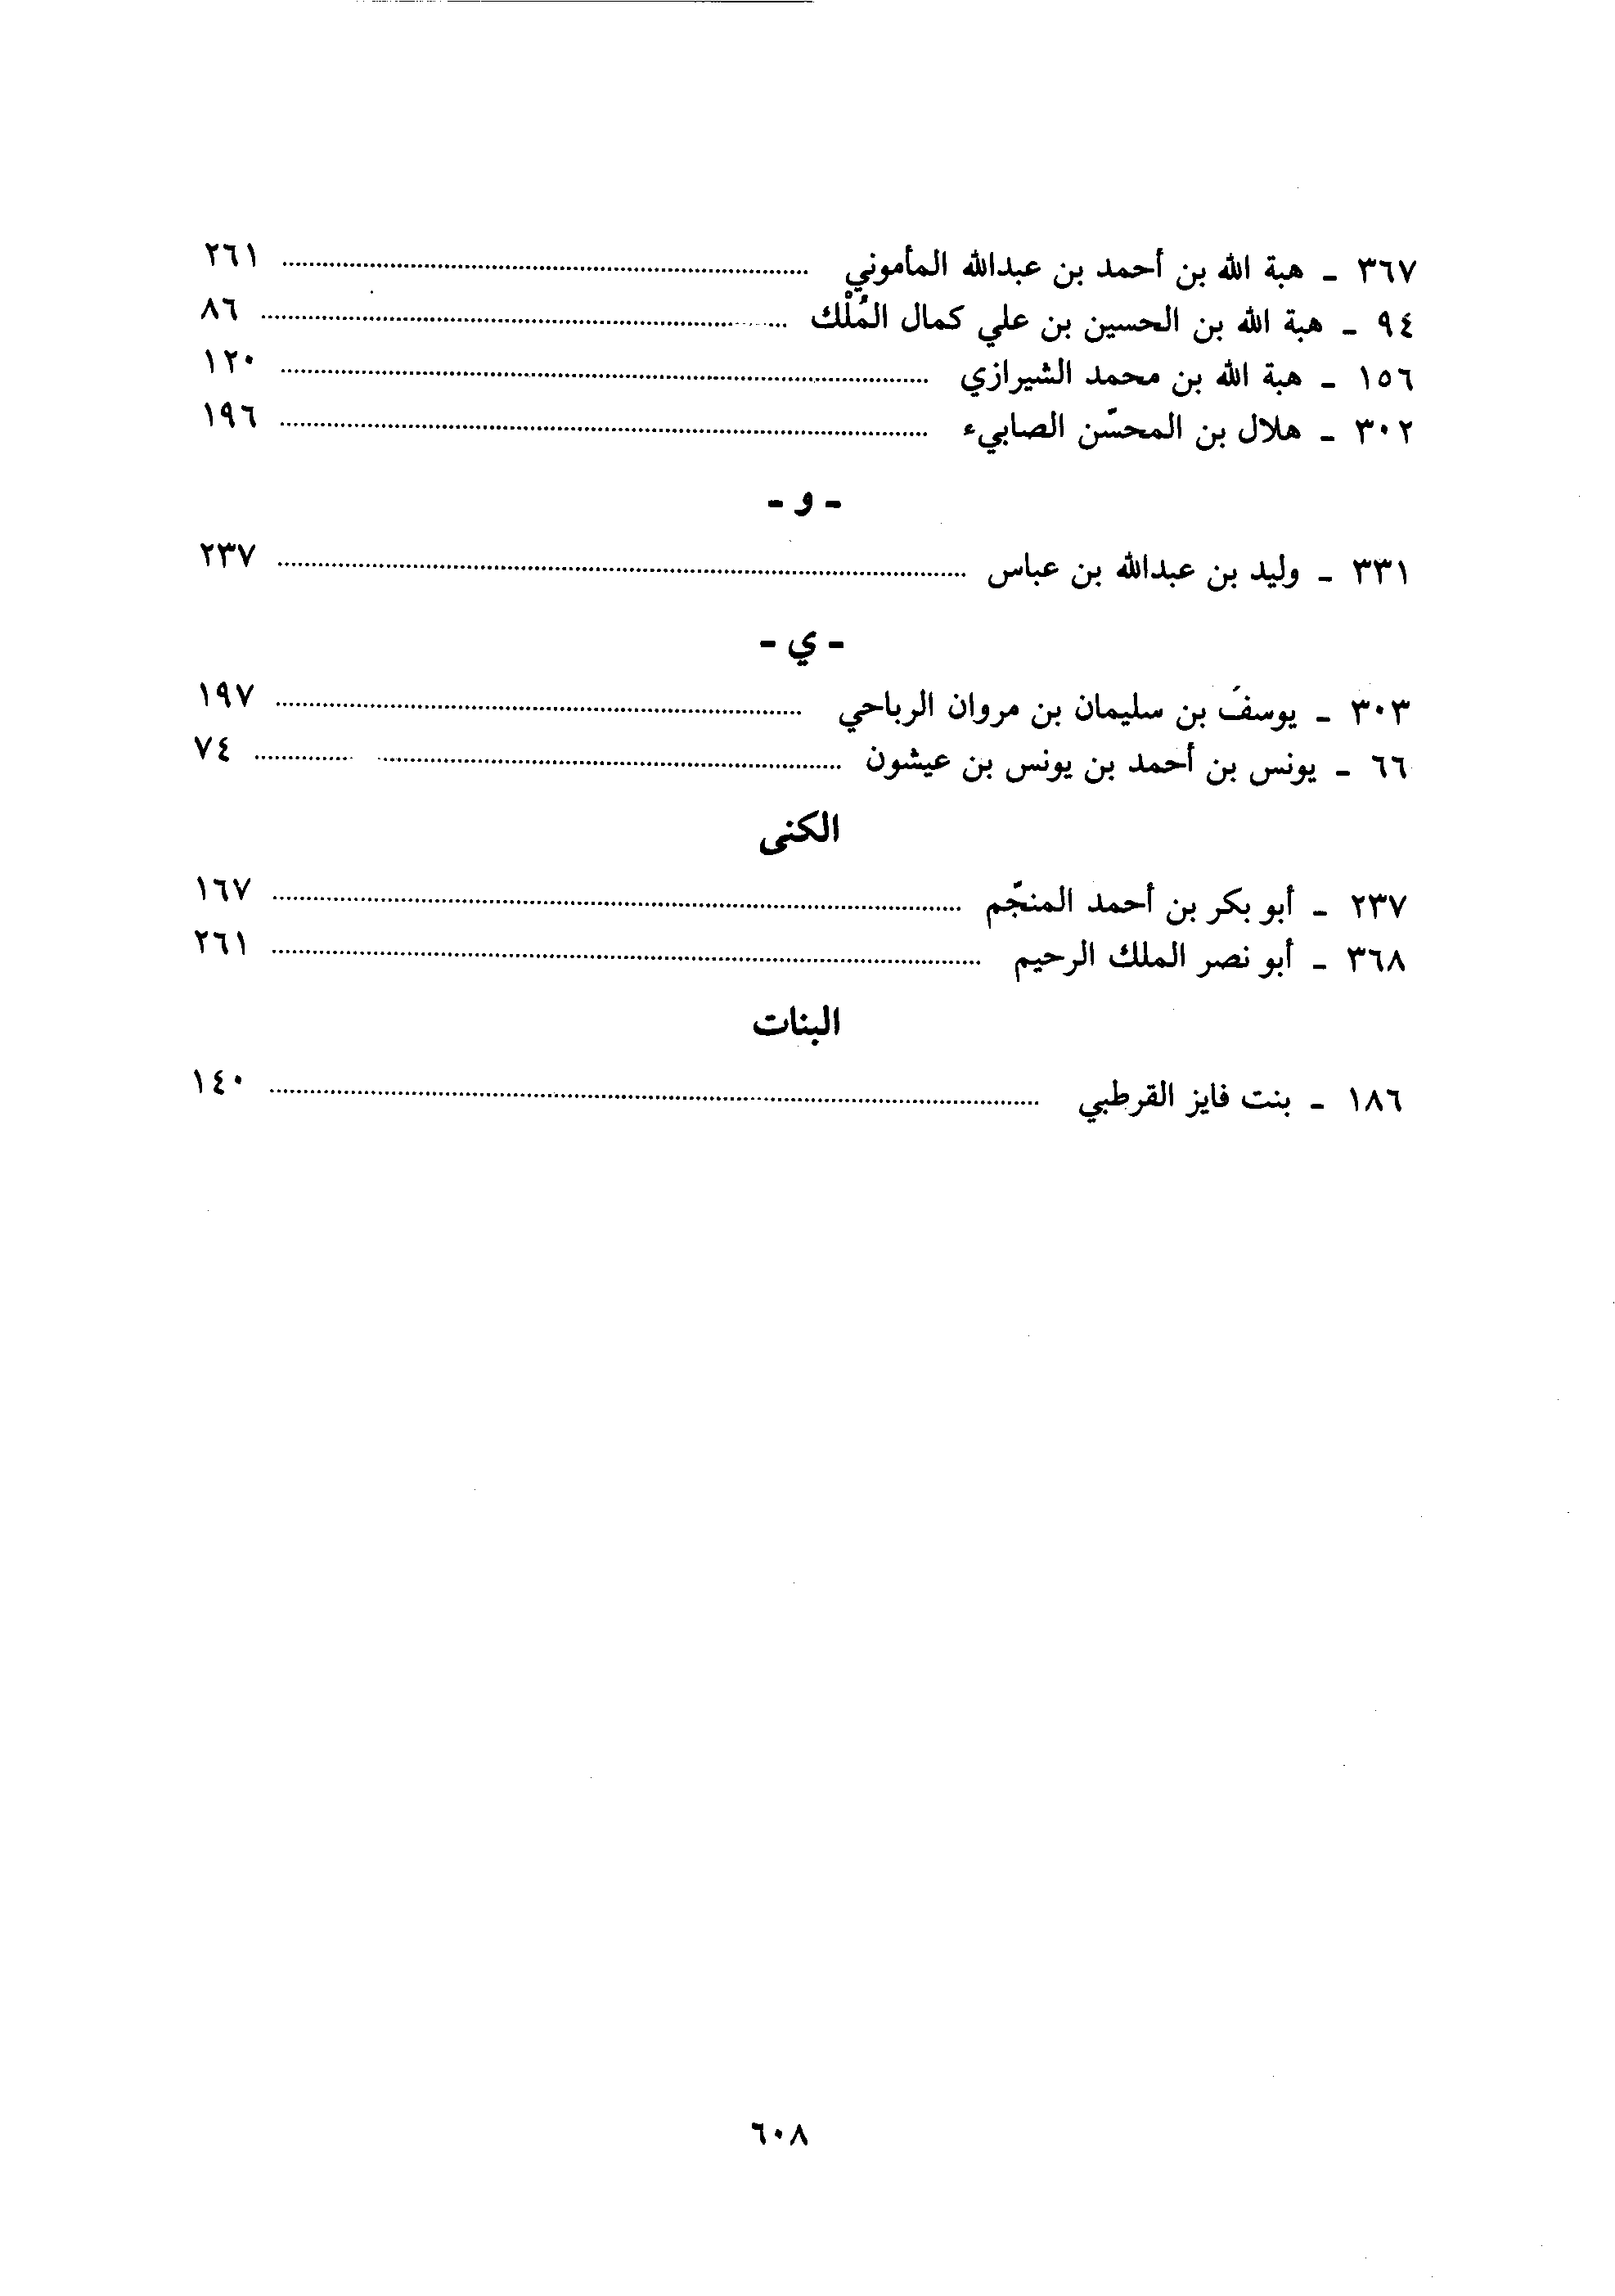 ٣٦٧ - هبة الله بن أحمد بن عبدالله المأموني ........ ٢٦١
٩٤ - هبة الله بن الحسين بن علي كمال المُلْك ........ ٨٦
١٥٦ - هبة الله بن محمد الشيرازي ........ ١٢٠
٣٠٢ - هلال بن المحسّن الصابيء ........ ١٩٦
- و -
٣٣١ - وليد بن عبدالله بن عباس ........ ٢٣٧
- ي -
٣٠٣ - يوسفَ بن سليمان بن مروان الرباحي ........ ١٩٧
٦٦ - يونس بن أحمد بن يونس بن عيشون ........ ٧٤
الكنى
٢٣٧ - أبو بكر بن أحمد المنجّم ........ ١٦٧
٣٦٨ - أبو نصر الملك الرحيم ........ ٢٦١
البنات
١٨٦ - بنت فايز القرطبي ........ ١٤٠
٦٠٨